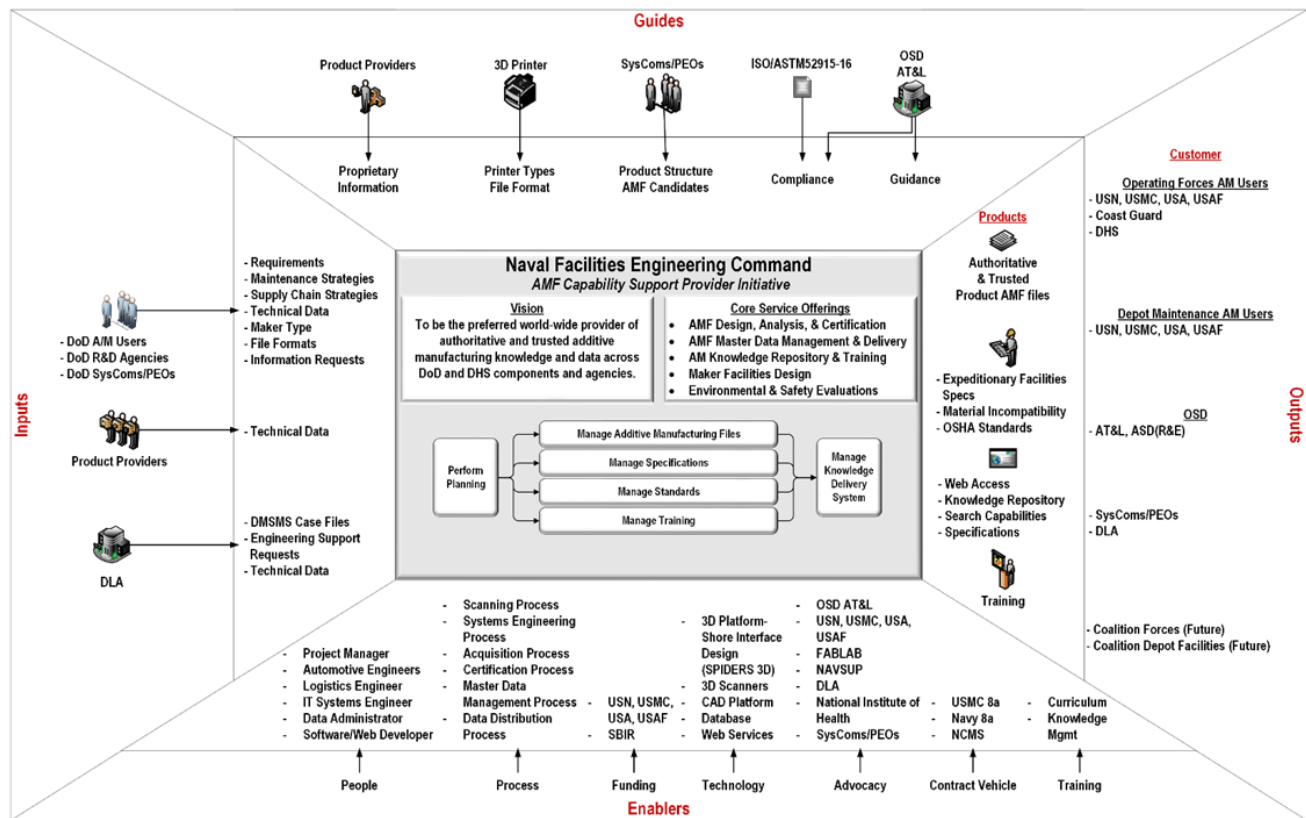 Guides
Product Providers
3D Printer
SysComs/PEOs
ISO/ASTM52915-16
OSD
AT&L
Proprietary
Information
Printer Types
File Format
Product Structure
AMF Candidates
Compliance
Guidance
Inputs
DoD A/M Users
- DoD R&D Agencies
- DoD SysComs/PEOs
- Requirements
- Maintenance Strategies
- Supply Chain Strategies
- Technical Data
- Maker Type
- File Formats
- Information Requests
Product Providers
- Technical Data
DLA
- DMSMS Case Files
- Engineering Support
Requests
- Technical Data
Naval Facilities Engineering Command
AMF Capability Support Provider Initiative
Vision
To be the preferred world-wide provider of
authoritative and trusted additive
manufacturing knowledge and data across
DoD and DHS components and agencies.
Core Service Offerings
• AMF Design, Analysis, & Certification
• AMF Master Data Management & Delivery
• AM Knowledge Repository & Training
• Maker Facilities Design
• Environmental & Safety Evaluations
Perform
Planning
Manage Additive Manufacturing Files
Manage Specifications
Manage Standards
Manage Training
Manage
Knowledge
Delivery
System
Products
Authoritative
& Trusted
Product AMF files
- Expeditionary Facilities
Specs
- Material Incompatibility
- OSHA Standards
- Web Access
- Knowledge Repository
- Search Capabilities
- Specifications
Training
Customer
Operating Forces AM Users
- USN, USMC, USA, USAF
- Coast Guard
- DHS
Depot Maintenance AM Users
- USN, USMC, USA, USAF
OSD
- AT&L, ASD(R&E)
- SysComs/PEOs
- DLA
- Coalition Forces (Future)
- Coalition Depot Facilities (Future)
Outputs
- Project Manager
- Automotive Engineers
- Logistics Engineer
- IT Systems Engineer
- Data Administrator
- Software/Web Developer
People
- Scanning Process
- Systems Engineering
Process
- Acquisition Process
- Certification Process
- Master Data
Management Process
- Data Distribution
Process
Process
- USN, USMC,
USA, USAF
- SBIR
Funding
- 3D Platform-
Shore Interface
Design
(SPIDERS 3D)
- 3D Scanners
- CAD Platform
- Database
- Web Services
Technology
- OSD AT&L
- USN, USMC, USA,
USAF
- FABLAB
- NAVSUP
- DLA
- National Institute of
Health
- SysComs/PEOs
Advocacy
- USMC 8a
- Navy 8a
- NCMS
Contract Vehicle
- Curriculum
- Knowledge
Mgmt
Training
Enablers